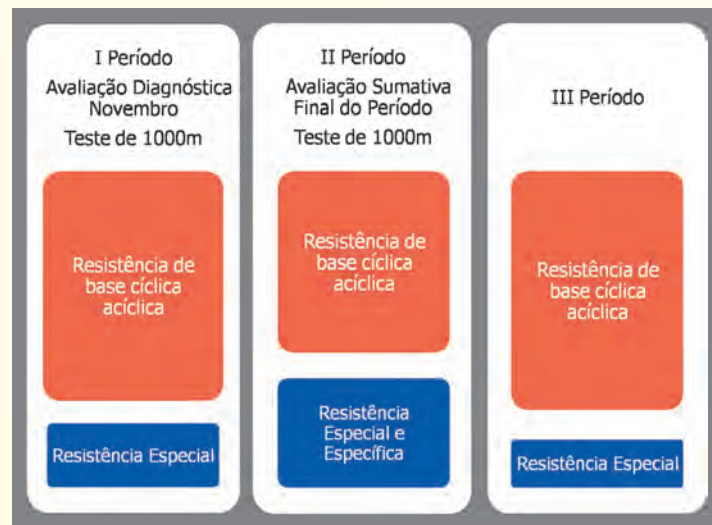 I Período
Avaliação Diagnóstica
Novembro
Teste de 1000m
Resistência de
base cíclica
acíclica
Resistência Especial
II Período
Avaliação Sumativa
Final do Período
Teste de 1000m
Resistência de
base cíclica
acíclica
Resistência
Especial e
Específica
III Período
Resistência de
base cíclica
acíclica
Resistência Especial